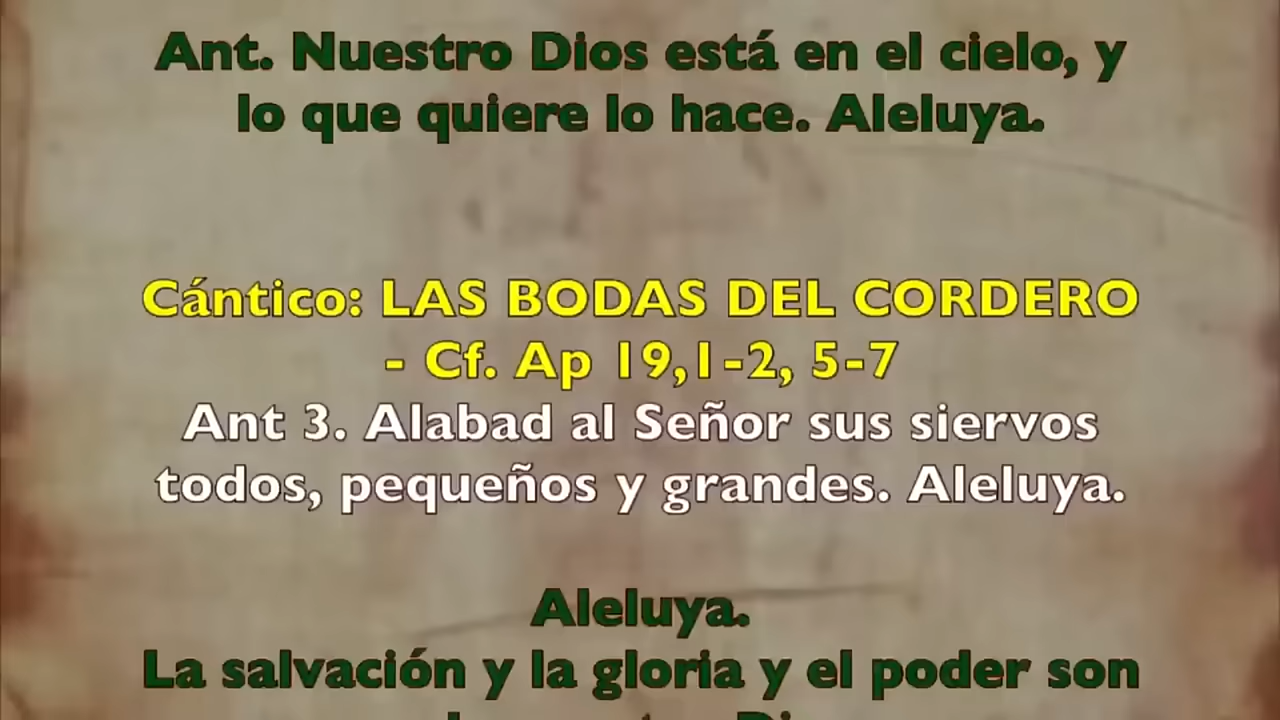 Ant. Nuestro Dios está en el cielo, y
lo que quiere lo hace. Aleluya.
Cántico: LAS BODAS DEL CORDERO
- Cf. Ap 19,1-2, 5-7
Ant 3. Alabad al Señor sus siervos
todos, pequeños y grandes. Aleluya.
Aleluya.
La salvación y la gloria y el poder son